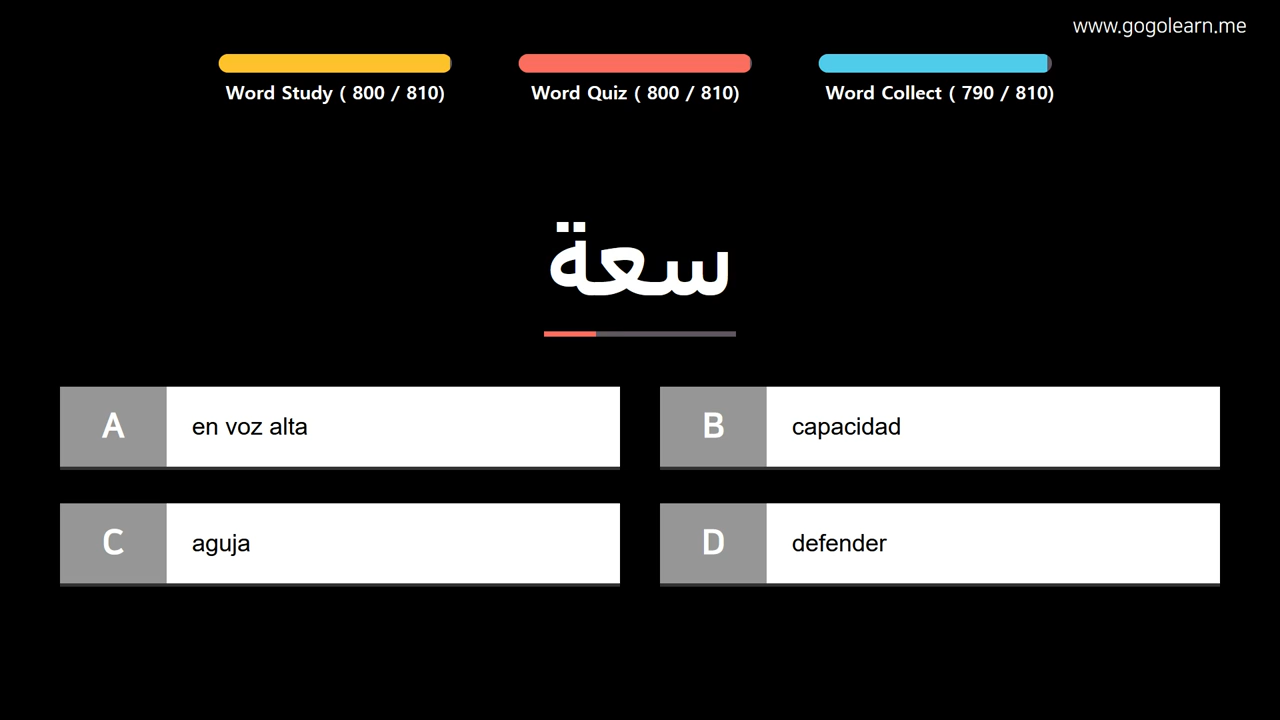 www.gogolearn.me
Word Study ( 800 / 810)
Word Quiz ( 800 / 810)
Word Collect ( 790 / 810)
سعة
A en voz alta
B capacidad
C aguja
D defender